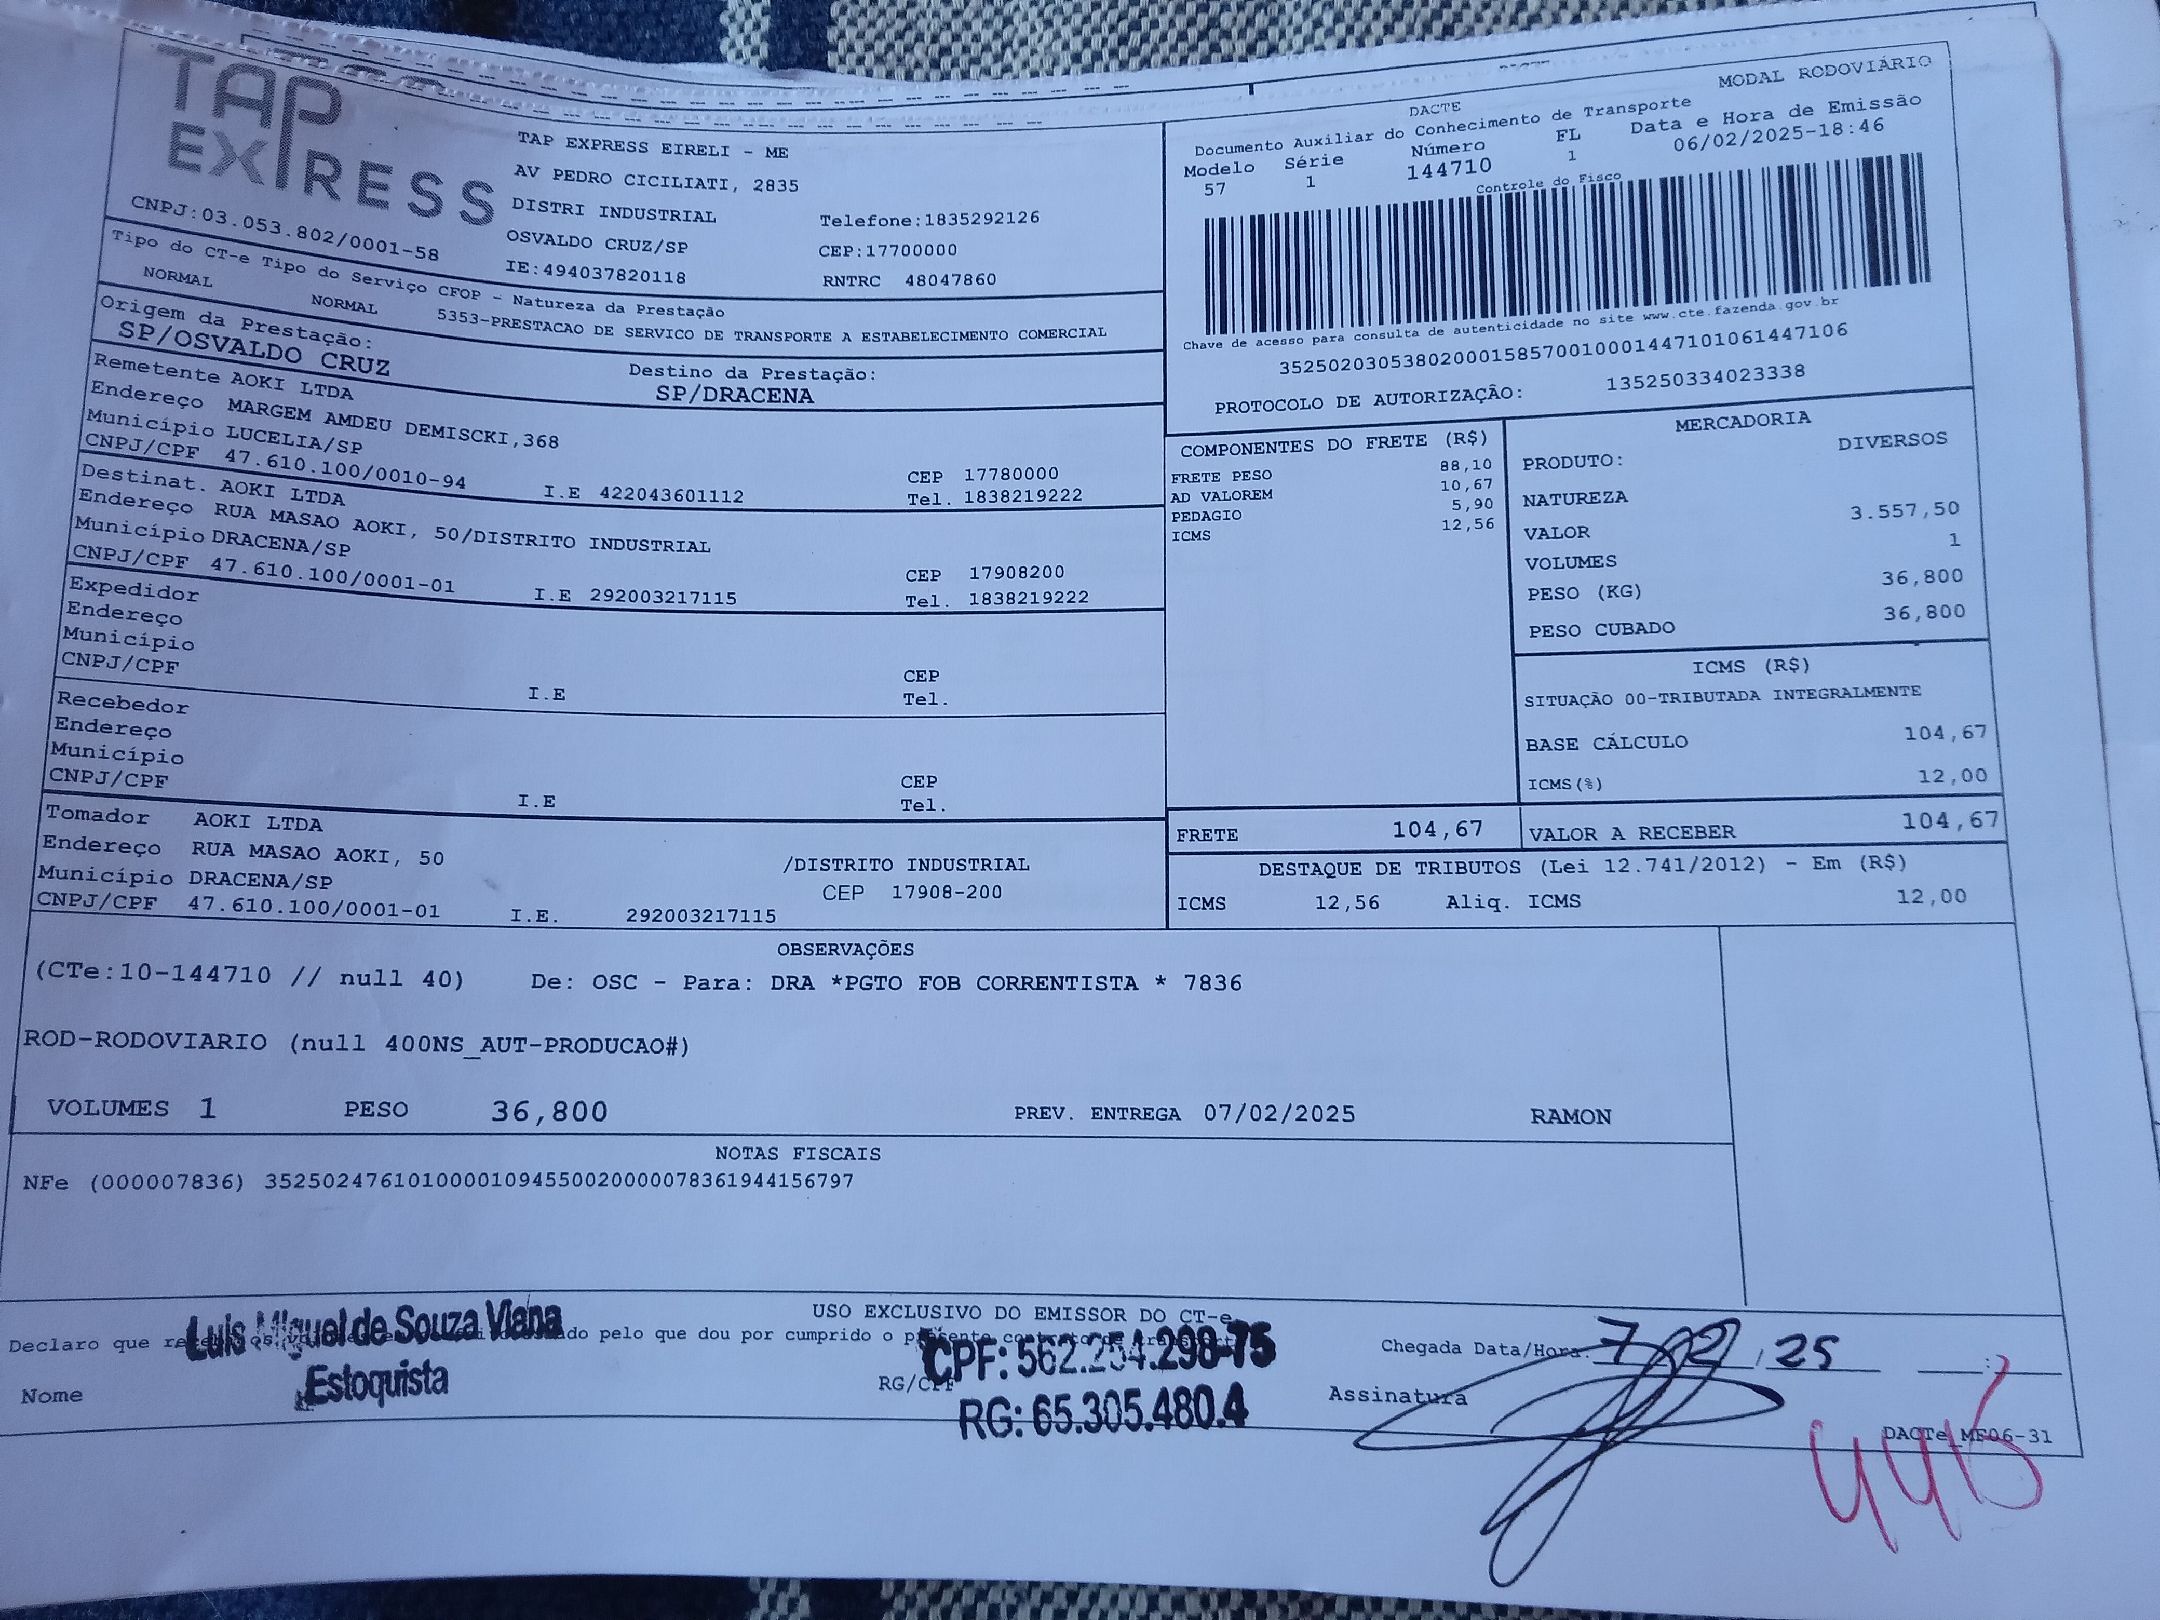 TAP
EXPRESS
CNPJ:03.053.802/0001-58
TAP EXPRESS EIRELI - ME
AV PEDRO CICILIATI, 2835
DISTRI INDUSTRIAL
Telefone:1835292126
OSVALDO CRUZ/SP
CEP:17700000
IE:494037820118
RNTRC 48047860
MODAL RODOVIÁRIO
DACTE
Documento Auxiliar do Conhecimento de Transporte
Modelo Série Número FL Data e Hora de Emissão
57 1 144710 1 06/02/2025-18:46
Controle do Fisco
Chave de acesso para consulta de autenticidade no site www.cte.fazenda.gov.br
35250203053802000158570010001447101061447106
PROTOCOLO DE AUTORIZAÇÃO: 135250334023338
Tipo do CT-e Tipo do Serviço CFOP - Natureza da Prestação
NORMAL NORMAL 5353-PRESTACAO DE SERVICO DE TRANSPORTE A ESTABELECIMENTO COMERCIAL
Origem da Prestação: Destino da Prestação:
SP/OSVALDO CRUZ SP/DRACENA
Remetente AOKI LTDA
Endereço MARGEM AMDEU DEMISCKI,368
Município LUCELIA/SP CEP 17780000
CNPJ/CPF 47.610.100/0010-94 I.E 422043601112 Tel. 1838219222
Destinat. AOKI LTDA
Endereço RUA MASAO AOKI, 50/DISTRITO INDUSTRIAL
Município DRACENA/SP CEP 17908200
CNPJ/CPF 47.610.100/0001-01 I.E 292003217115 Tel. 1838219222
Expedidor
Endereço
Município CEP
CNPJ/CPF I.E Tel.
Recebedor
Endereço
Município CEP
CNPJ/CPF I.E Tel.
Tomador AOKI LTDA
Endereço RUA MASAO AOKI, 50 /DISTRITO INDUSTRIAL
Município DRACENA/SP CEP 17908-200
CNPJ/CPF 47.610.100/0001-01 I.E. 292003217115
COMPONENTES DO FRETE (R$)
FRETE PESO 88,10
AD VALOREM 10,67
PEDAGIO 5,90
ICMS 12,56
MERCADORIA
PRODUTO: DIVERSOS
NATUREZA
VALOR 3.557,50
VOLUMES 1
PESO (KG) 36,800
PESO CUBADO 36,800
ICMS (R$)
SITUAÇÃO 00-TRIBUTADA INTEGRALMENTE
BASE CÁLCULO 104,67
ICMS(%) 12,00
FRETE 104,67 VALOR A RECEBER 104,67
DESTAQUE DE TRIBUTOS (Lei 12.741/2012) - Em (R$)
ICMS 12,56 Aliq. ICMS 12,00
OBSERVAÇÕES
(CTe:10-144710 // null 40) De: OSC - Para: DRA *PGTO FOB CORRENTISTA * 7836
ROD-RODOVIARIO (null 400NS_AUT-PRODUCAO#)
VOLUMES 1 PESO 36,800 PREV. ENTREGA 07/02/2025 RAMON
NOTAS FISCAIS
NFe (000007836) 35250247610100001094550020000078361944156797
USO EXCLUSIVO DO EMISSOR DO CT-e
Declaro que pelo que dou por cumprido o presente
Luis Miguel de Souza Viana
Estoquista
CPF: 562.254.298-75
RG: 65.305.480.4
Nome RG/CPF
Chegada Data/Hora: 7/02/25
Assinatura
DACTe_MF06-31